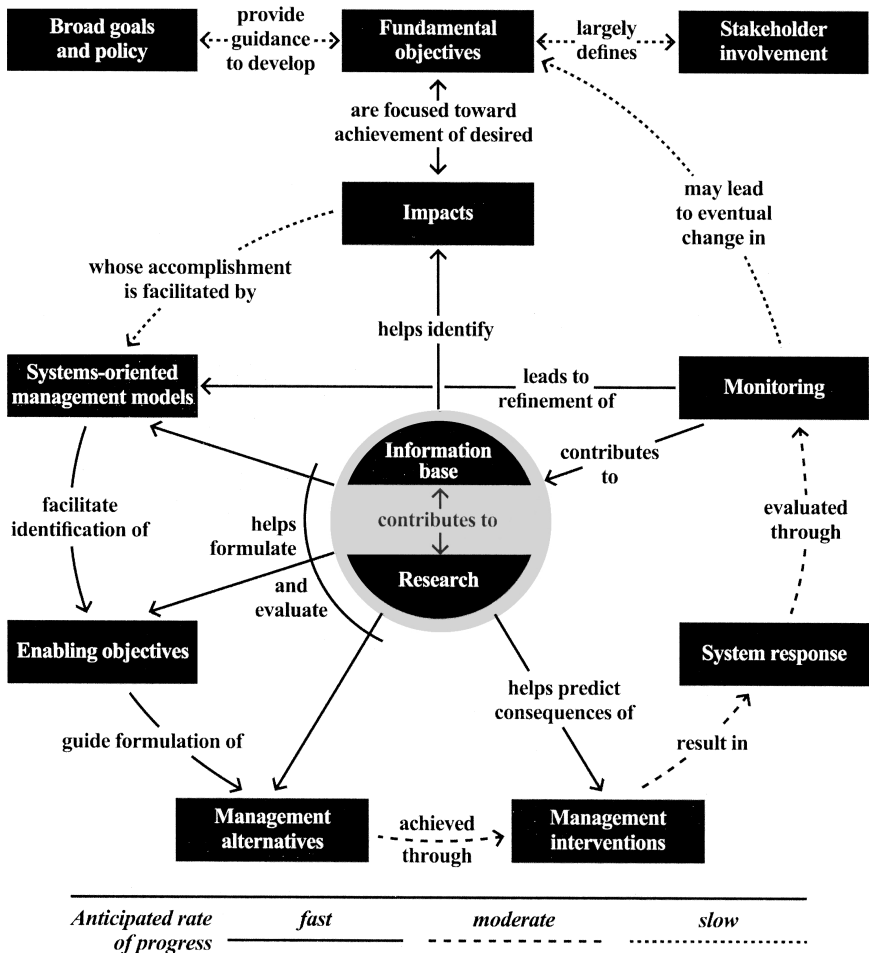 Broad goals
and policy
provide
guidance
to develop
Fundamental
objectives
largely
defines
Stakeholder
involvement
are focused toward
achievement of desired
may lead
to eventual
change in
Impacts
whose accomplishment
is facilitated by
helps identify
Systems-oriented
management models
leads to
refinement of
Monitoring
Information
base
contributes
to
facilitate
identification of
helps
formulate
contributes to
evaluated
through
and
evaluate
Research
Enabling objectives
System response
helps predict
consequences of
guide formulation of
result in
Management
alternatives
achieved
through
Management
interventions
Anticipated rate
of progress
fast
moderate
slow